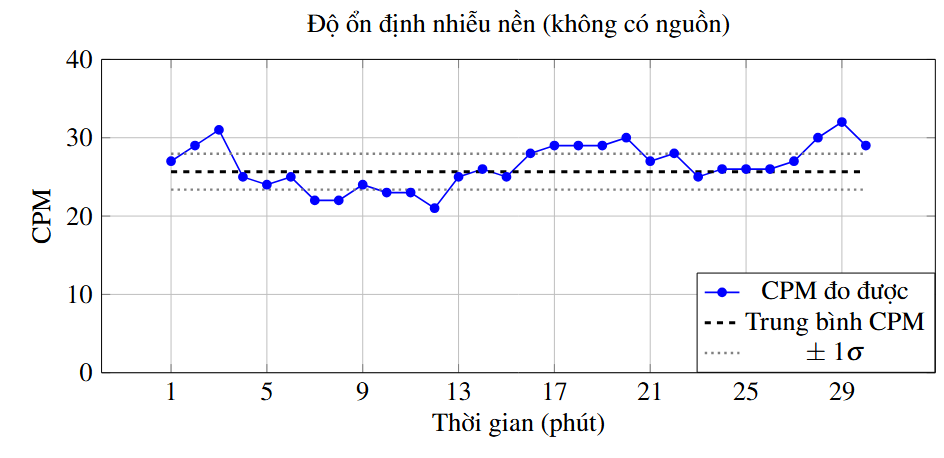 Độ ổn định nhiễu nền (không có nguồn)
40
30
20
10
0
CPM
CPM đo được
Trung bình CPM
± 1σ
1 5 9 13 17 21 25 29
Thời gian (phút)